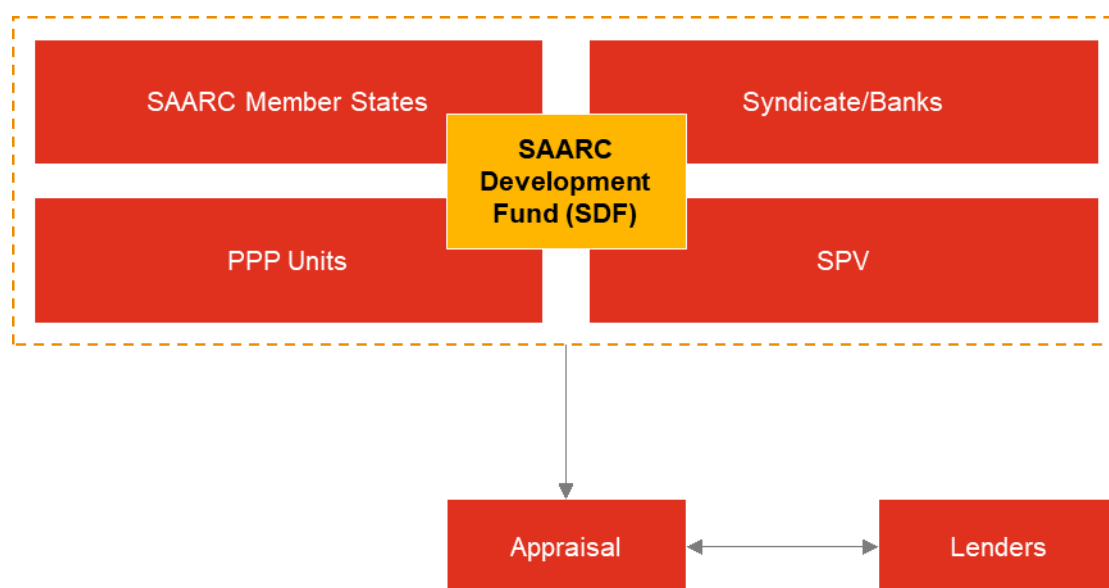 SAARC Member States
Syndicate/Banks
SAARC
Development
Fund (SDF)
PPP Units
SPV
Appraisal
Lenders